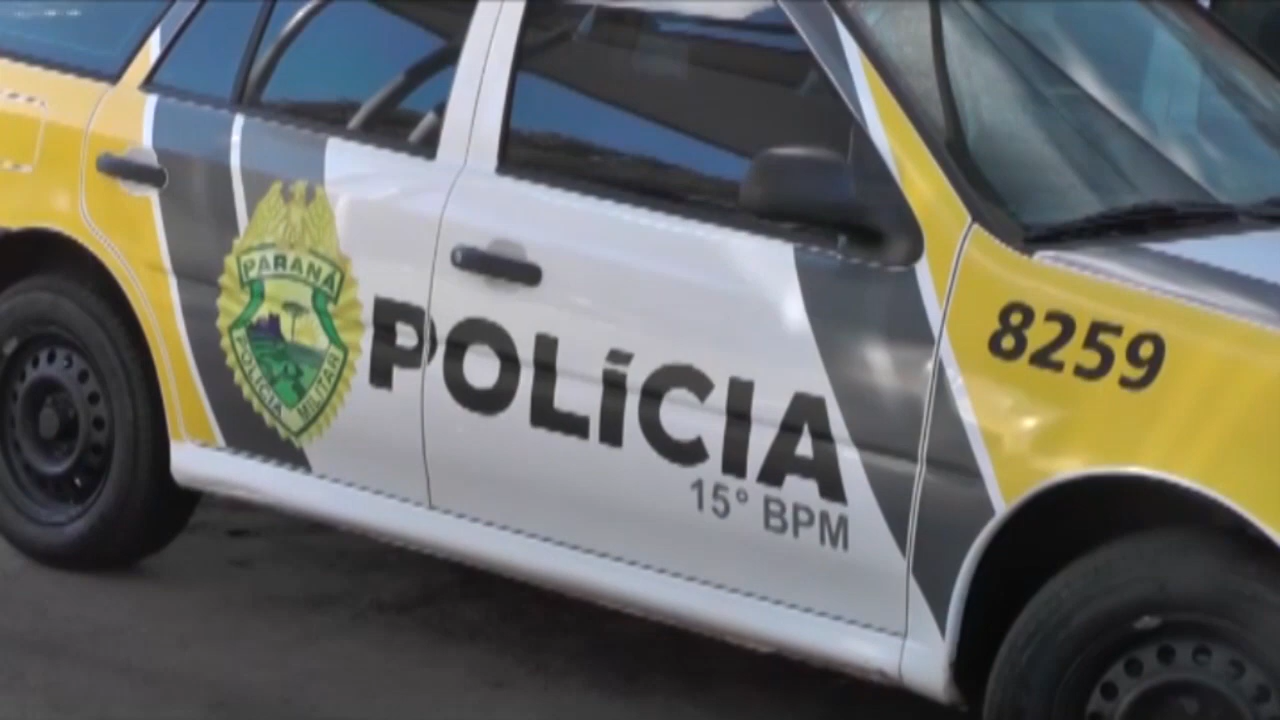 PARANÁ
POLÍCIA MILITAR
POLÍCIA
15° BPM
8259